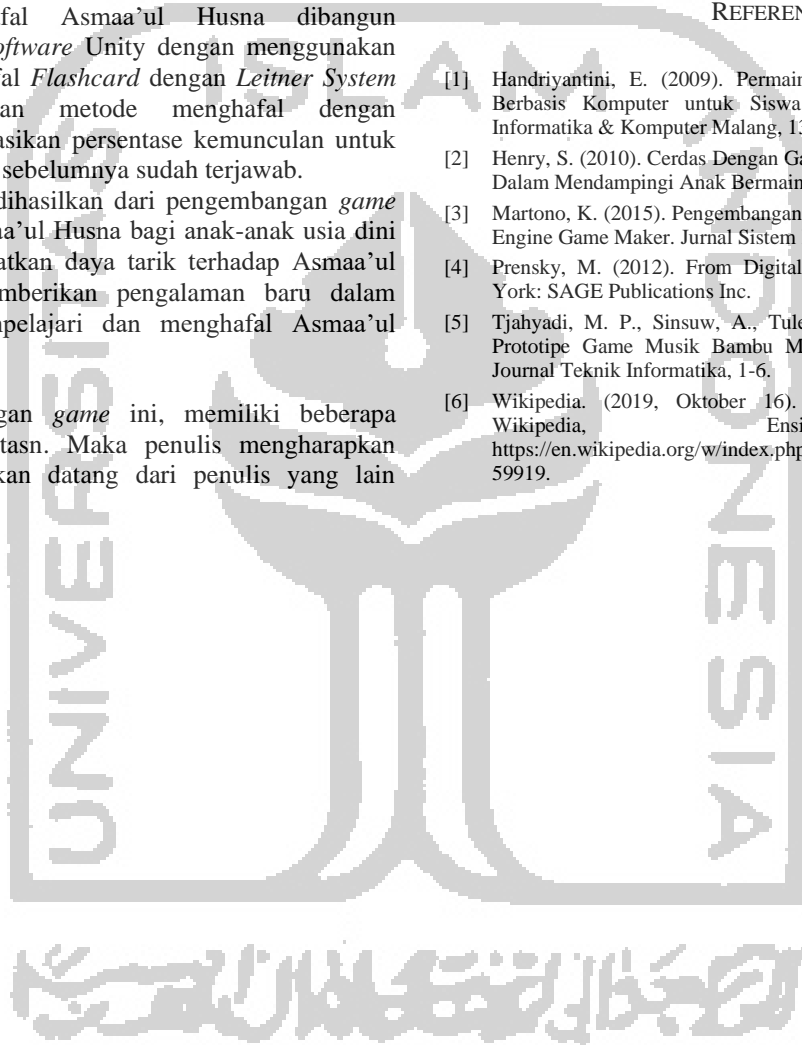 fal Asmaa'ul Husna dibangun
oftware Unity dengan menggunakan
fal Flashcard dengan Leitner System
an metode menghafal dengan
asikan persentase kemunculan untuk
sebelumnya sudah terjawab.
dihasilkan dari pengembangan game
aa'ul Husna bagi anak-anak usia dini
atkan daya tarik terhadap Asmaa'ul
mberikan pengalaman baru dalam
npelajari dan menghafal Asmaa'ul
gan game ini, memiliki beberapa
tasn. Maka penulis mengharapkan
kan datang dari penulis yang lain
REFEREN
[1] Handriyantini, E. (2009). Permain
Berbasis Komputer untuk Siswa
Informatika & Komputer Malang, 13
[2] Henry, S. (2010). Cerdas Dengan Ga
Dalam Mendampingi Anak Bermain
[3] Martono, K. (2015). Pengembangan
Engine Game Maker. Jurnal Sistem
[4] Prensky, M. (2012). From Digital
York: SAGE Publications Inc.
[5] Tjahyadi, M. P., Sinsuw, A., Tule
Prototipe Game Musik Bambu M
Journal Teknik Informatika, 1-6.
[6] Wikipedia. (2019, Oktober 16).
Wikipedia, Ensi
https://en.wikipedia.org/w/index.php
59919.
ISLAM
UNIVERSITAS
INDONESIA